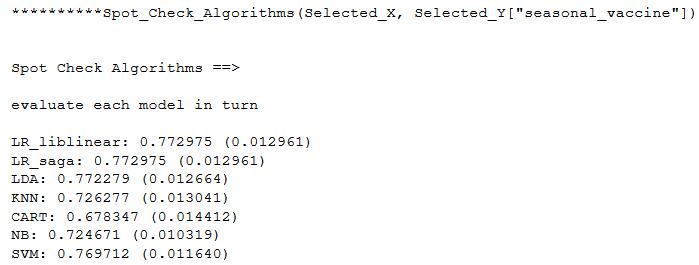 **********Spot_Check_Algorithms(Selected_X, Selected_Y["seasonal_vaccine"])
Spot Check Algorithms ==>
evaluate each model in turn
LR_liblinear: 0.772975 (0.012961)
LR_saga: 0.772975 (0.012961)
LDA: 0.772279 (0.012664)
KNN: 0.726277 (0.013041)
CART: 0.678347 (0.014412)
NB: 0.724671 (0.010319)
SVM: 0.769712 (0.011640)